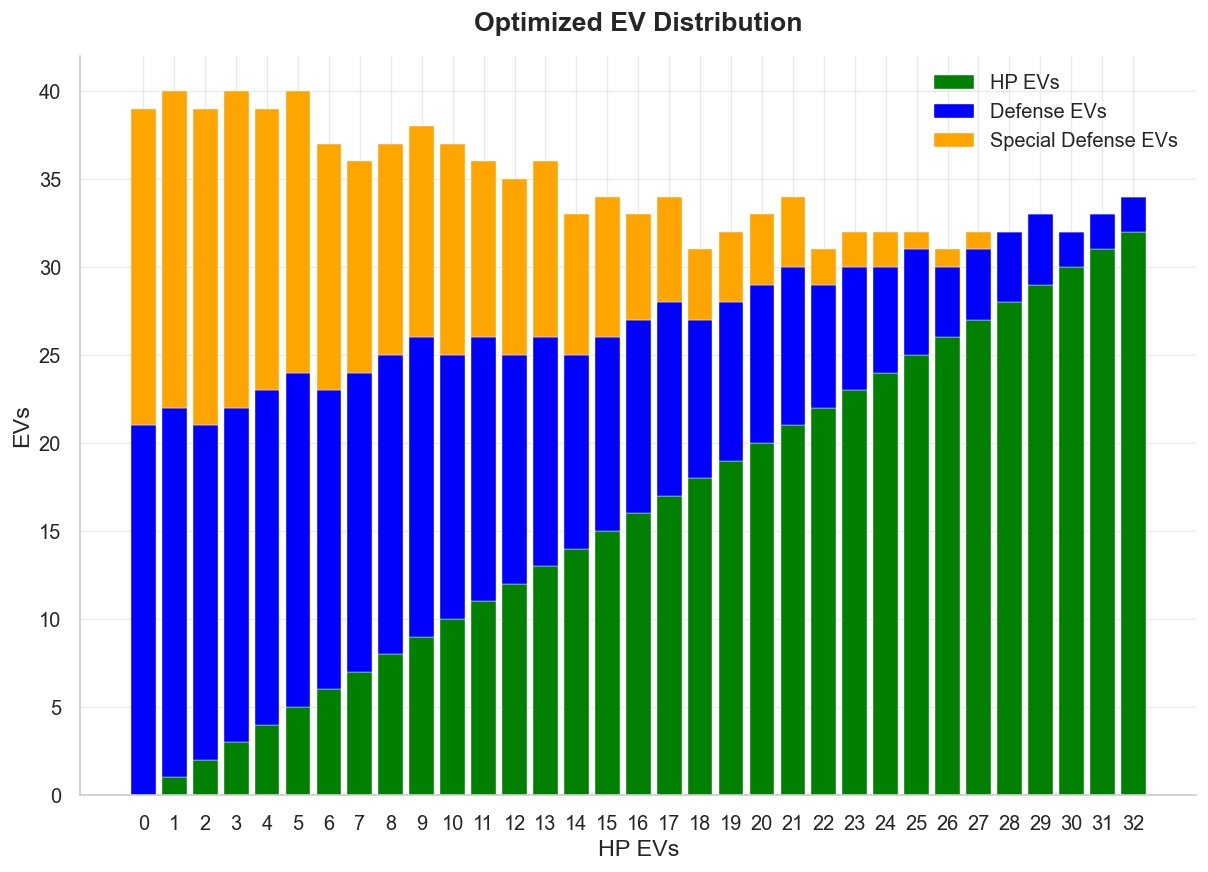 Optimized EV Distribution
HP EVs
Defense EVs
Special Defense EVs
40
35
30
25
20
15
10
5
0
EVs
0 1 2 3 4 5 6 7 8 9 10 11 12 13 14 15 16 17 18 19 20 21 22 23 24 25 26 27 28 29 30 31 32
HP EVs